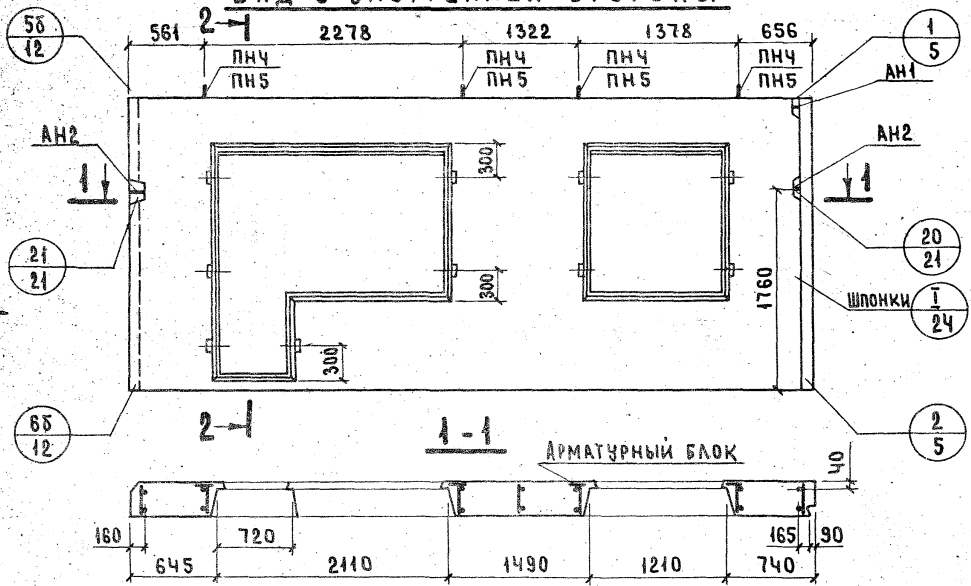 5б
12
561
2
2278
1322
1378
656
1
5
ПН4
ПН5
ПН4
ПН5
ПН4
ПН5
ПН4
ПН5
АН1
АН2
АН2
1
1
300
300
300
21
21
20
21
1760
Шпонки
I
24
6б
12
2
1-1
2
5
Арматурный блок
40
160
720
165
90
645
2110
1490
1210
740